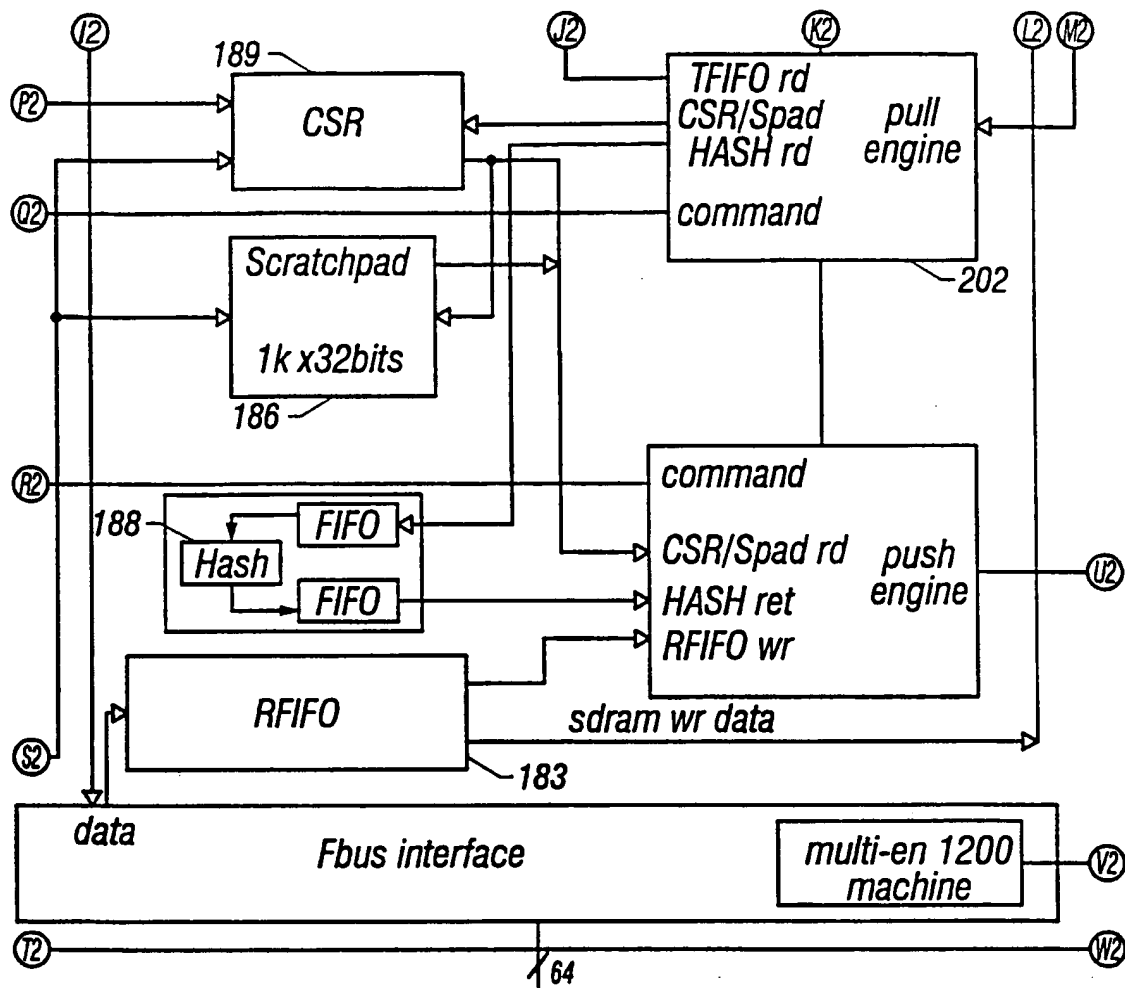 I2
J2
K2
L2
M2
189
P2
CSR
TFIFO rd
CSR/Spad
HASH rd
pull
engine
Q2
command
Scratchpad
1k x32bits
202
186
R2
command
188
FIFO
Hash
FIFO
CSR/Spad rd
HASH ret
RFIFO wr
push
engine
U2
RFIFO
sdram wr data
S2
183
data
Fbus interface
multi-en 1200
machine
V2
T2
W2
64